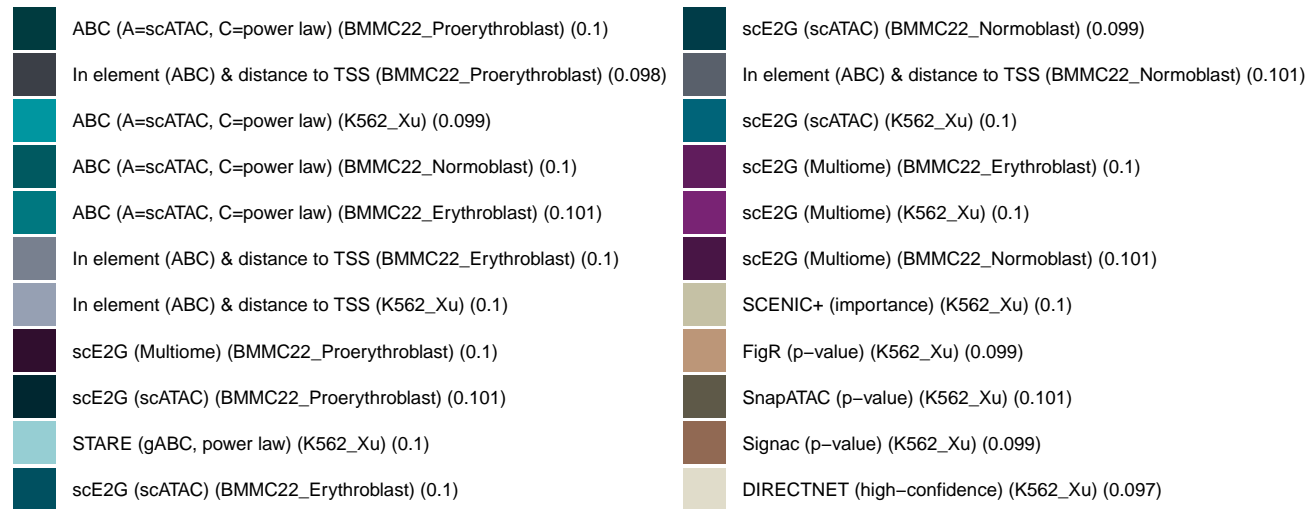 ABC (A=scATAC, C=power law) (BMMC22_Proerythroblast) (0.1)
In element (ABC) & distance to TSS (BMMC22_Proerythroblast) (0.098)
ABC (A=scATAC, C=power law) (K562_Xu) (0.099)
ABC (A=scATAC, C=power law) (BMMC22_Normoblast) (0.1)
ABC (A=scATAC, C=power law) (BMMC22_Erythroblast) (0.101)
In element (ABC) & distance to TSS (BMMC22_Erythroblast) (0.1)
In element (ABC) & distance to TSS (K562_Xu) (0.1)
scE2G (Multiome) (BMMC22_Proerythroblast) (0.1)
scE2G (scATAC) (BMMC22_Proerythroblast) (0.101)
STARE (gABC, power law) (K562_Xu) (0.1)
scE2G (scATAC) (BMMC22_Erythroblast) (0.1)
scE2G (scATAC) (BMMC22_Normoblast) (0.099)
In element (ABC) & distance to TSS (BMMC22_Normoblast) (0.101)
scE2G (scATAC) (K562_Xu) (0.1)
scE2G (Multiome) (BMMC22_Erythroblast) (0.1)
scE2G (Multiome) (K562_Xu) (0.1)
scE2G (Multiome) (BMMC22_Normoblast) (0.101)
SCENIC+ (importance) (K562_Xu) (0.1)
FigR (p−value) (K562_Xu) (0.099)
SnapATAC (p−value) (K562_Xu) (0.101)
Signac (p−value) (K562_Xu) (0.099)
DIRECTNET (high−confidence) (K562_Xu) (0.097)